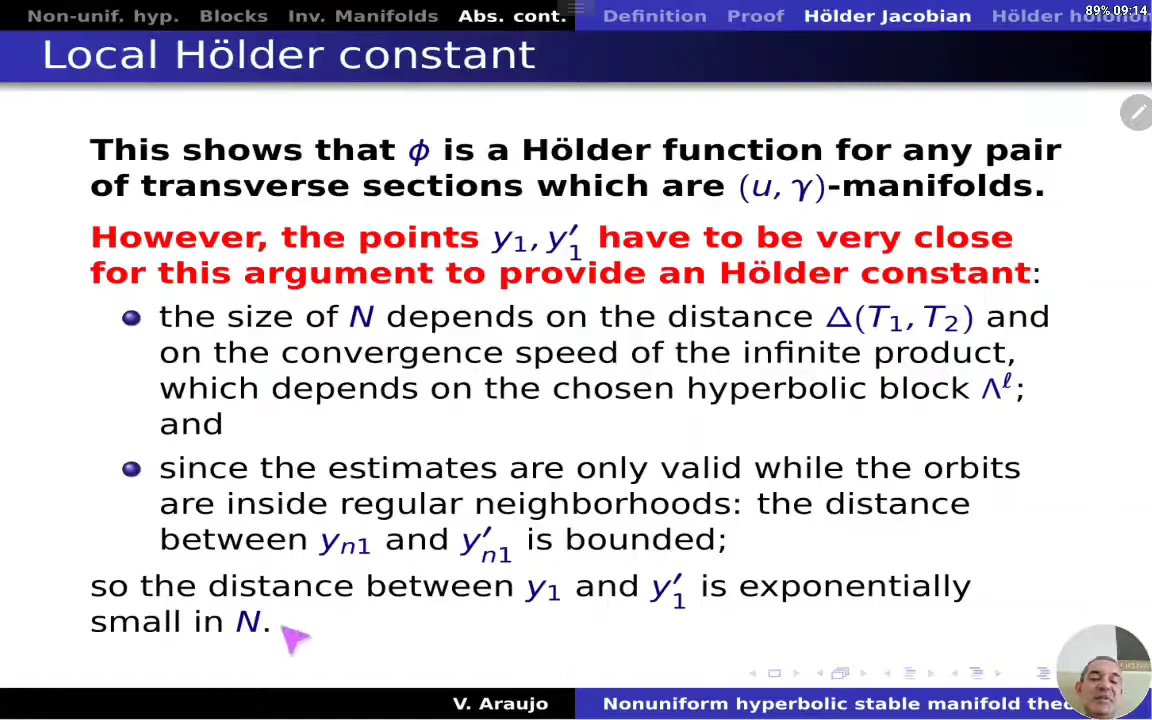 Non-unif. hyp. Blocks Inv. Manifolds Abs. cont. Definition Proof Hölder Jacobian Hölder
89% 09:14
Local Hölder constant
This shows that ϕ is a Hölder function for any pair
of transverse sections which are (u, γ)-manifolds.
However, the points y₁, y′₁ have to be very close
for this argument to provide an Hölder constant:
the size of N depends on the distance Δ(T₁, T₂) and
on the convergence speed of the infinite product,
which depends on the chosen hyperbolic block Λ^ℓ;
and
since the estimates are only valid while the orbits
are inside regular neighborhoods: the distance
between yₙ₁ and y′ₙ₁ is bounded;
so the distance between y₁ and y′₁ is exponentially
small in N.
V. Araujo Nonuniform hyperbolic stable manifold